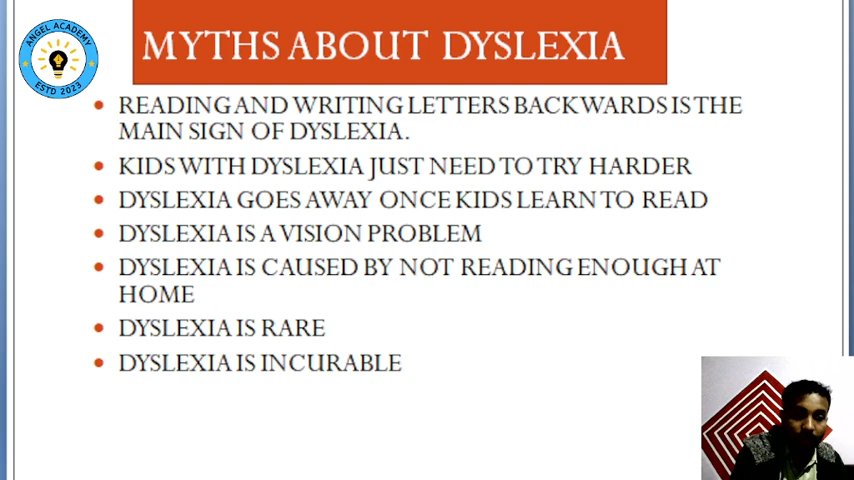 ANGEL ACADEMY
ESTD 2023
MYTHS ABOUT DYSLEXIA
READING AND WRITING LETTERS BACKWARDS IS THE
MAIN SIGN OF DYSLEXIA.
KIDS WITH DYSLEXIA JUST NEED TO TRY HARDER
DYSLEXIA GOES AWAY ONCE KIDS LEARN TO READ
DYSLEXIA IS A VISION PROBLEM
DYSLEXIA IS CAUSED BY NOT READING ENOUGH AT
HOME
DYSLEXIA IS RARE
DYSLEXIA IS INCURABLE